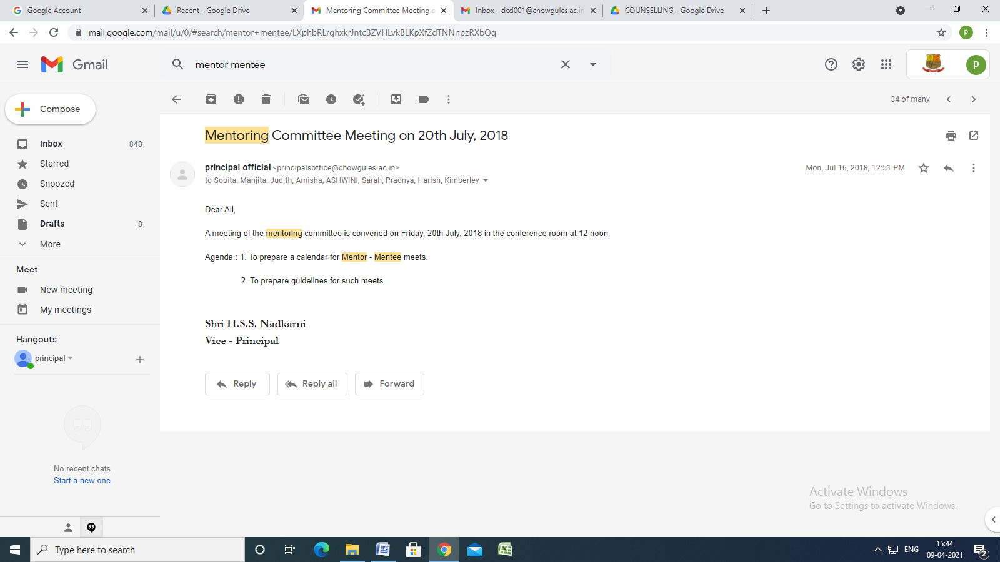 Google Account
Recent - Google Drive
Mentoring Committee Meeting o
Inbox - dcd001@chowgules.ac.in
COUNSELLING - Google Drive
mail.google.com/mail/u/0/#search/mentor+mentee/LXphbRLrghxkrJntcBZVHLvkBLKpXfZdTNNnpzRXbQq
p
Gmail
mentor mentee
p
Compose
34 of many
Inbox 848
Starred
Snoozed
Sent
Drafts 8
More
Meet
New meeting
My meetings
Hangouts
principal
No recent chats
Start a new one
Mentoring Committee Meeting on 20th July, 2018
principal official <principalsoffice@chowgules.ac.in>
Mon, Jul 16, 2018, 12:51 PM
to Sobita, Manjita, Judith, Amisha, ASHWINI, Sarah, Pradnya, Harish, Kimberley
Dear All,
A meeting of the mentoring committee is convened on Friday, 20th July, 2018 in the conference room at 12 noon.
Agenda : 1. To prepare a calendar for Mentor - Mentee meets.
2. To prepare guidelines for such meets.
Shri H.S.S. Nadkarni
Vice - Principal
Reply
Reply all
Forward
Activate Windows
Go to Settings to activate Windows.
Type here to search
ENG
15:44
09-04-2021
2